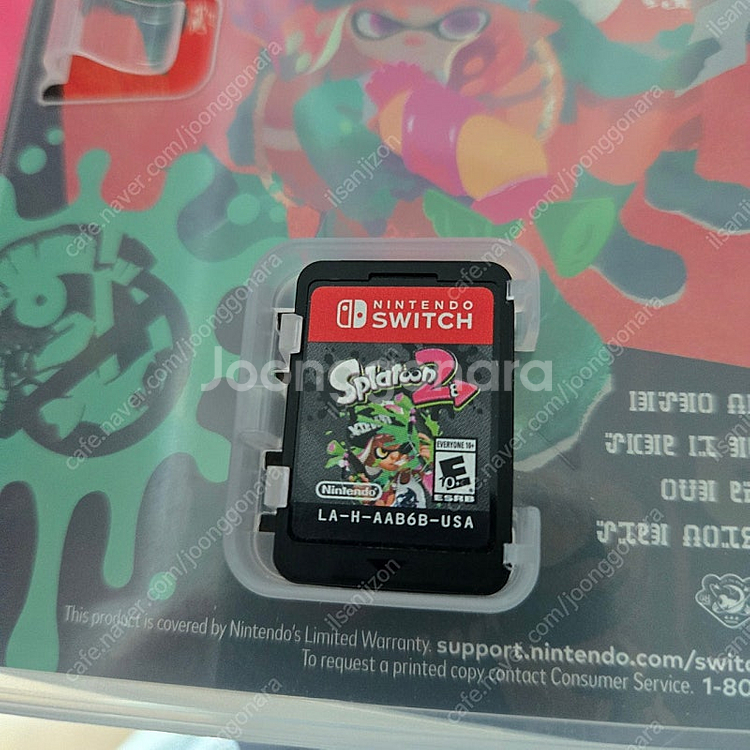 NINTENDO
SWITCH
Joonggonara
Splatoon 2
EVERYONE 10+
E
10+
ESRB
Nintendo
LA-H-AAB6B-USA
This product is covered by Nintendo's Limited Warranty. support.nintendo.com/switc
To request a printed copy contact Consumer Service. 1-80
cafe.naver.com/joonggonara
ilsanjizon